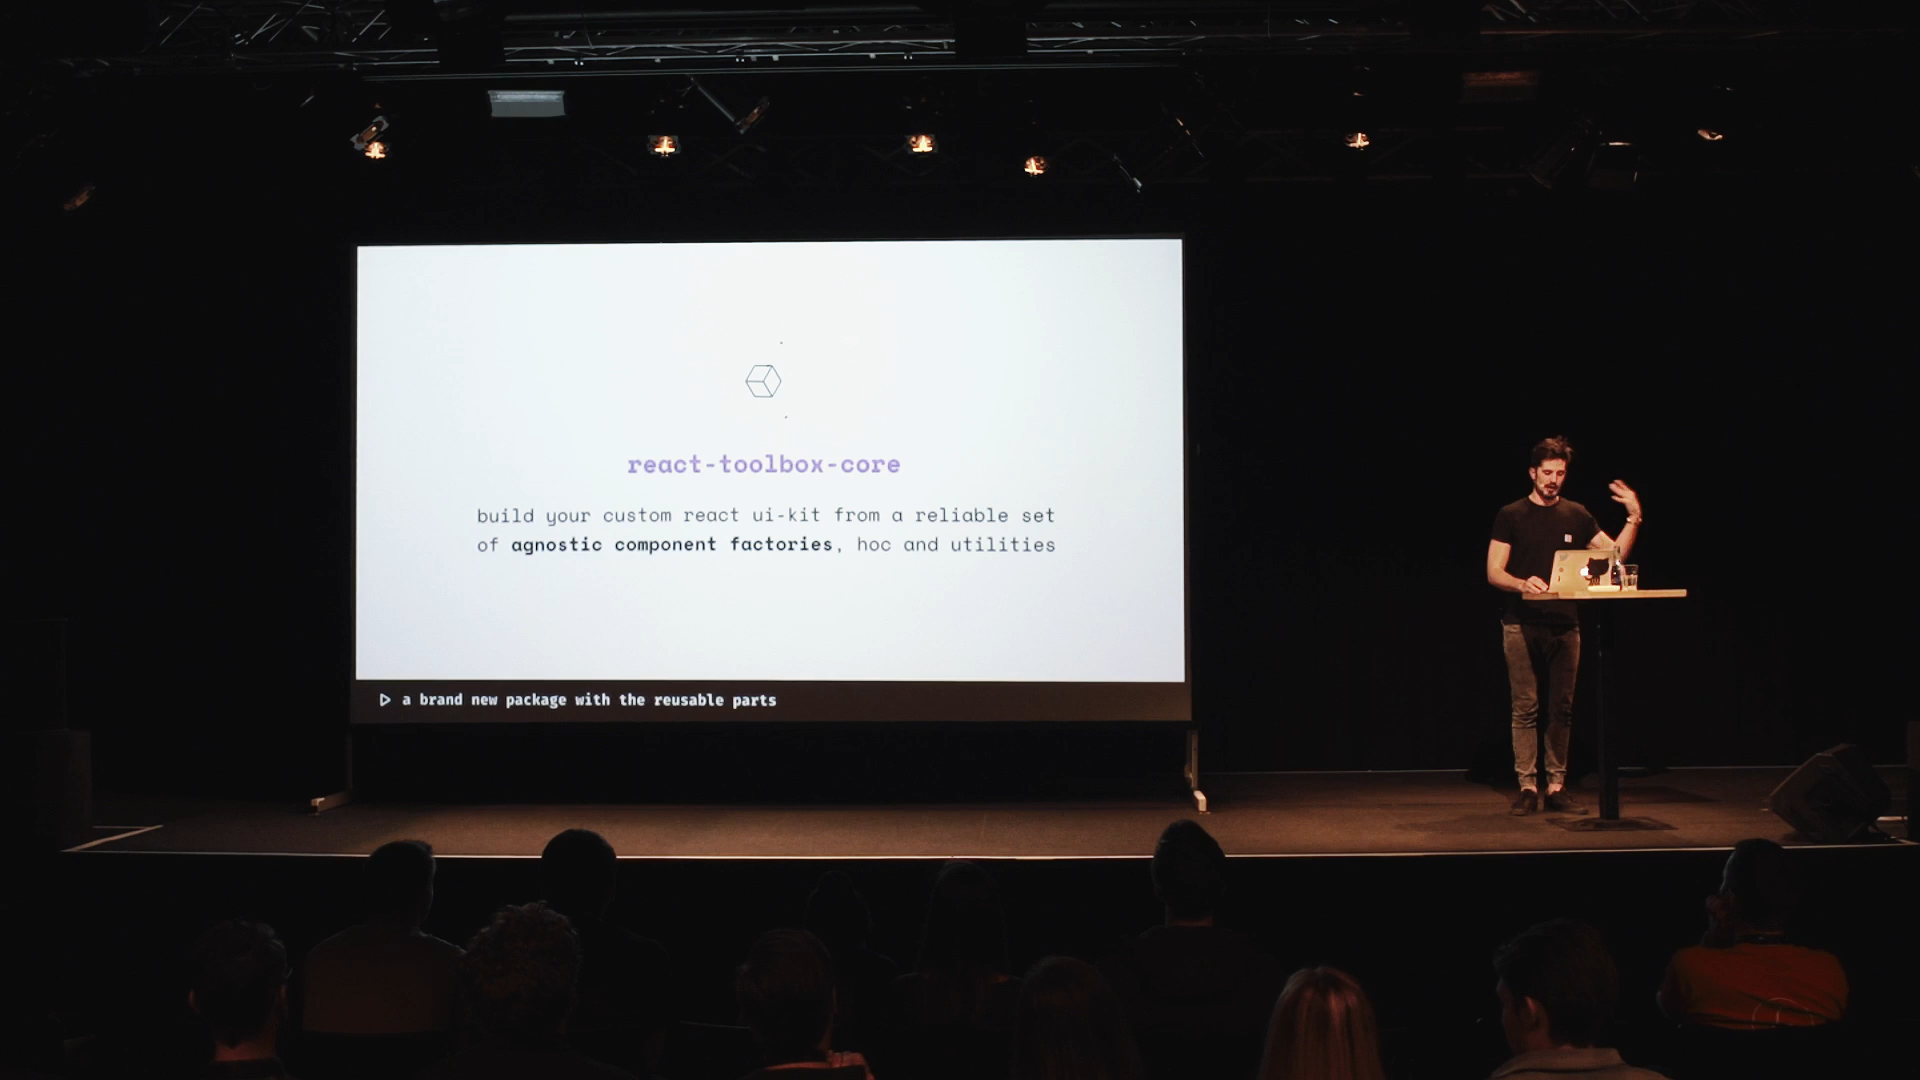 react-toolbox-core
build your custom react ui-kit from a reliable set
of agnostic component factories, hoc and utilities
a brand new package with the reusable parts